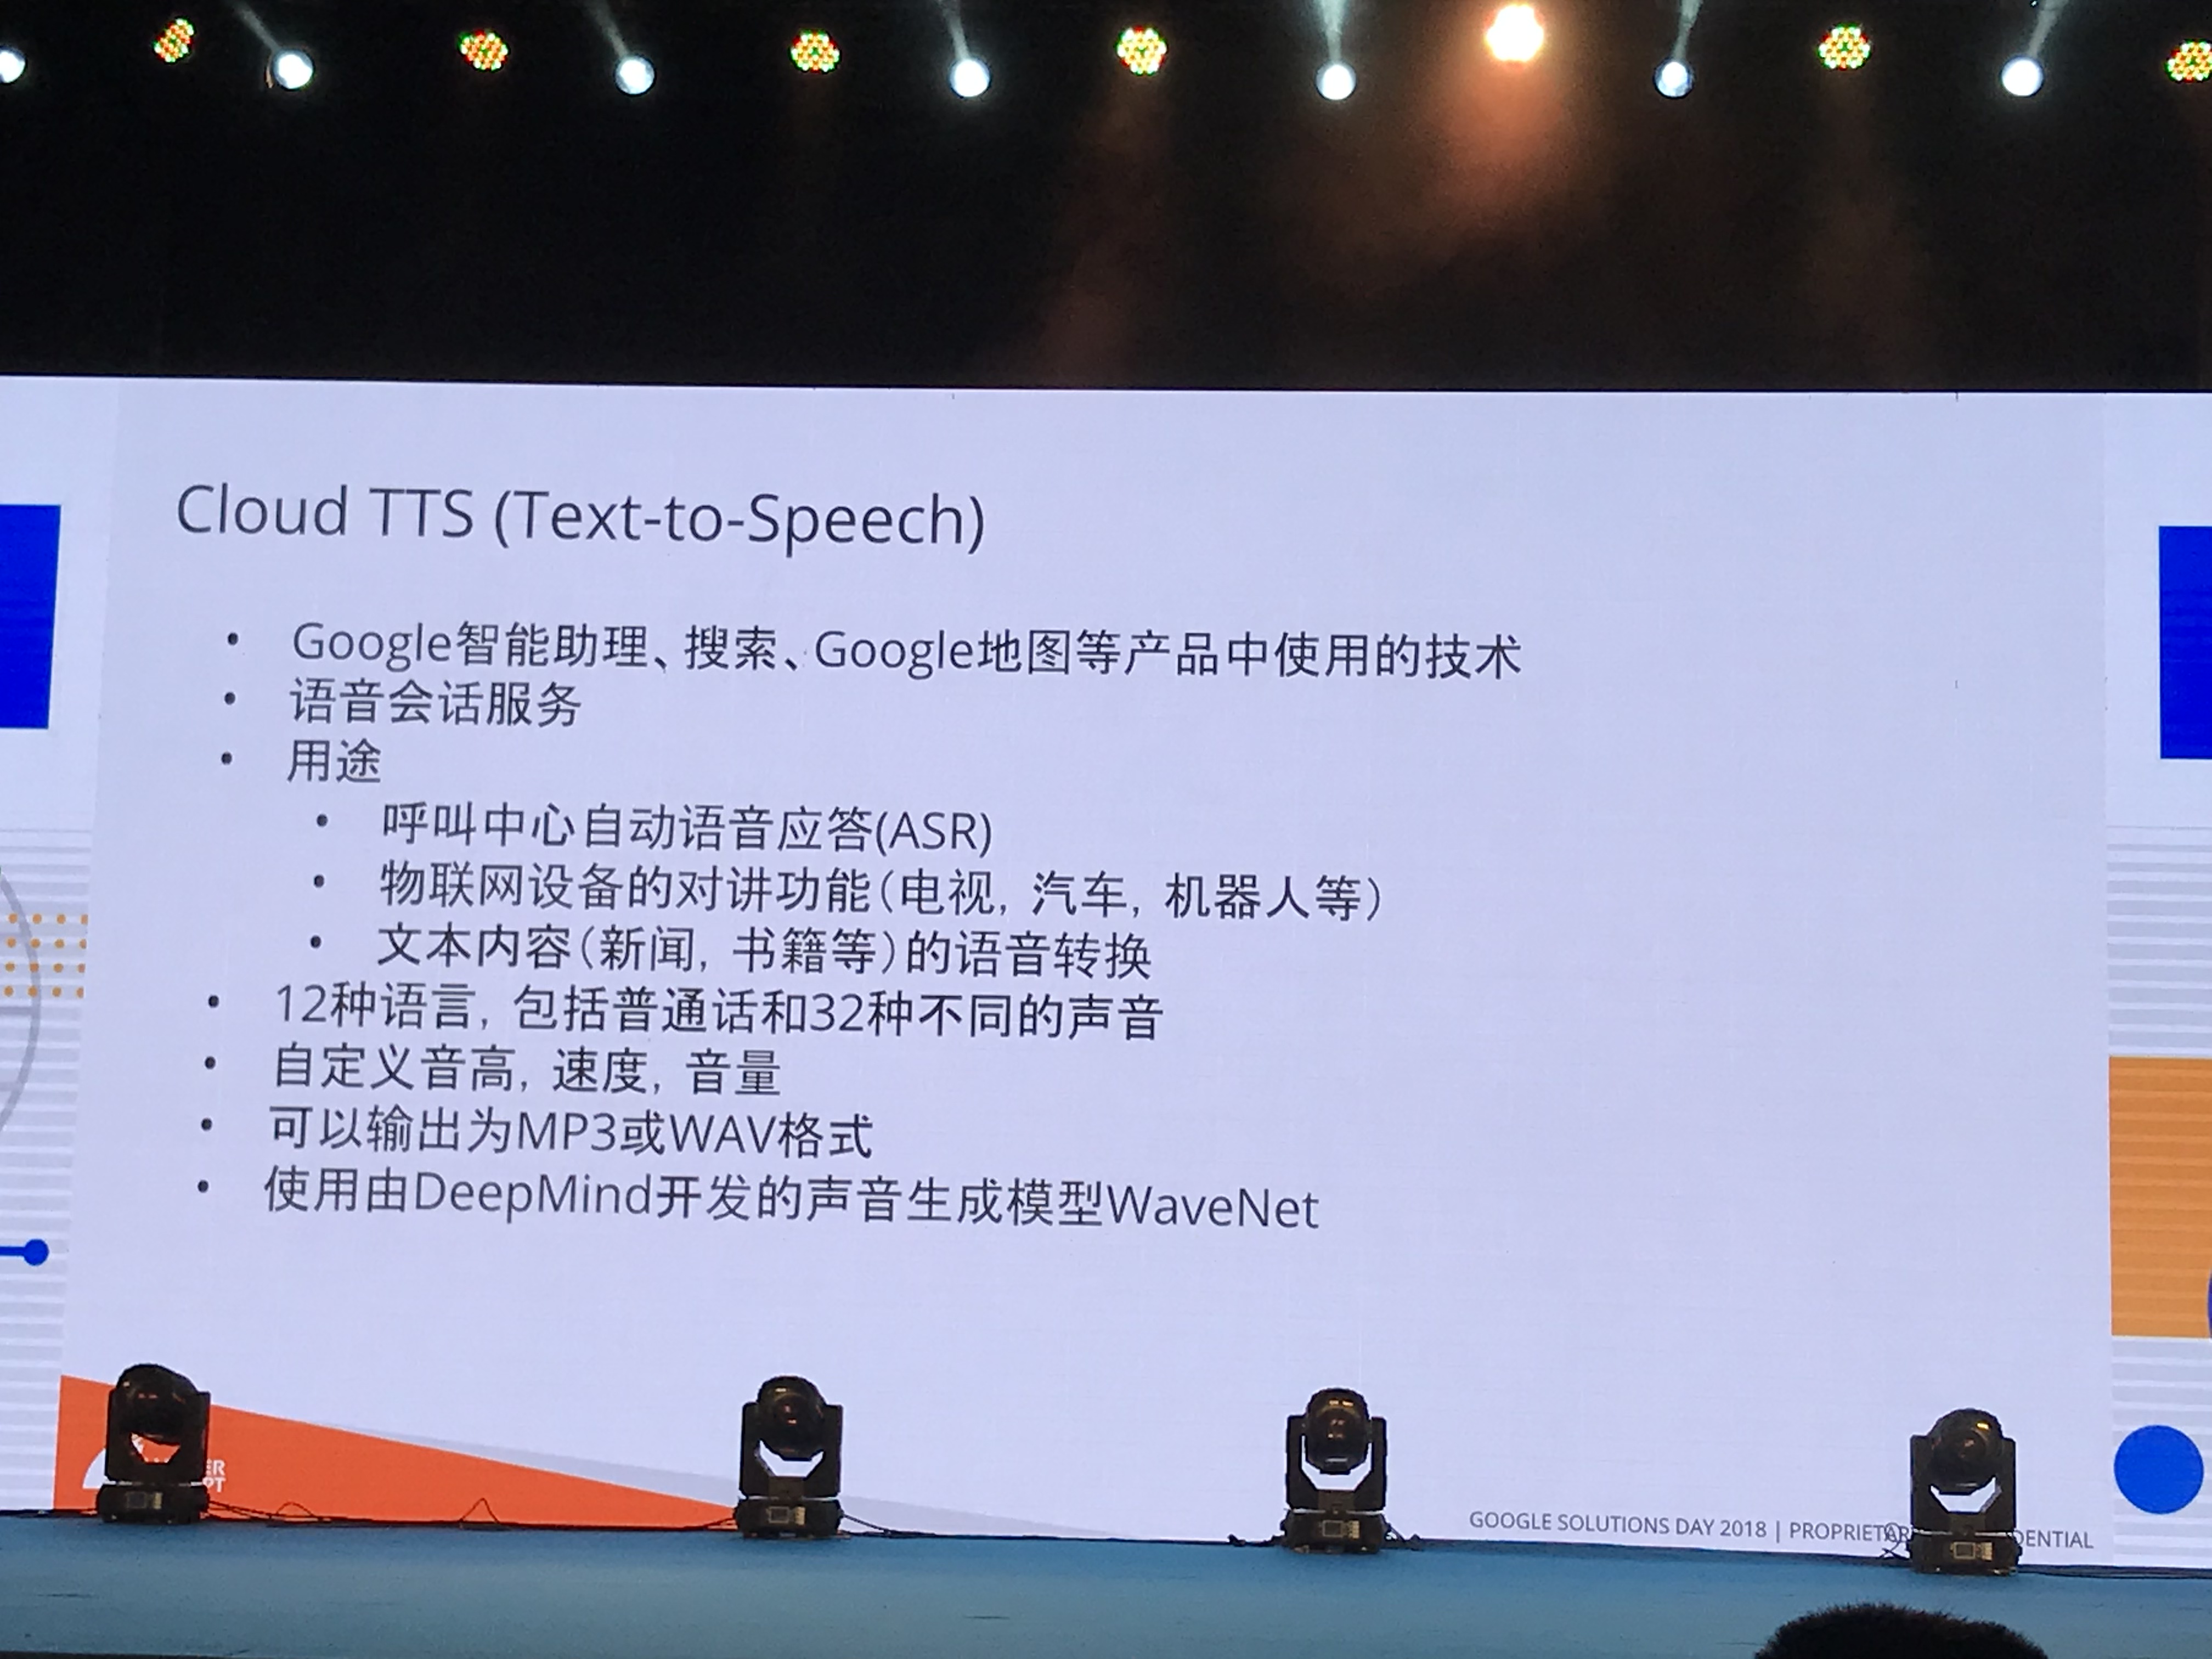 Cloud TTS (Text-to-Speech)
• Google智能助理、搜索、Google地图等产品中使用的技术
• 语音会话服务
• 用途
• 呼叫中心自动语音应答(ASR)
• 物联网设备的对讲功能（电视, 汽车, 机器人等）
• 文本内容（新闻, 书籍等）的语音转换
• 12种语言, 包括普通话和32种不同的声音
• 自定义音高, 速度, 音量
• 可以输出为MP3或WAV格式
• 使用由DeepMind开发的声音生成模型WaveNet
GOOGLE SOLUTIONS DAY 2018 |